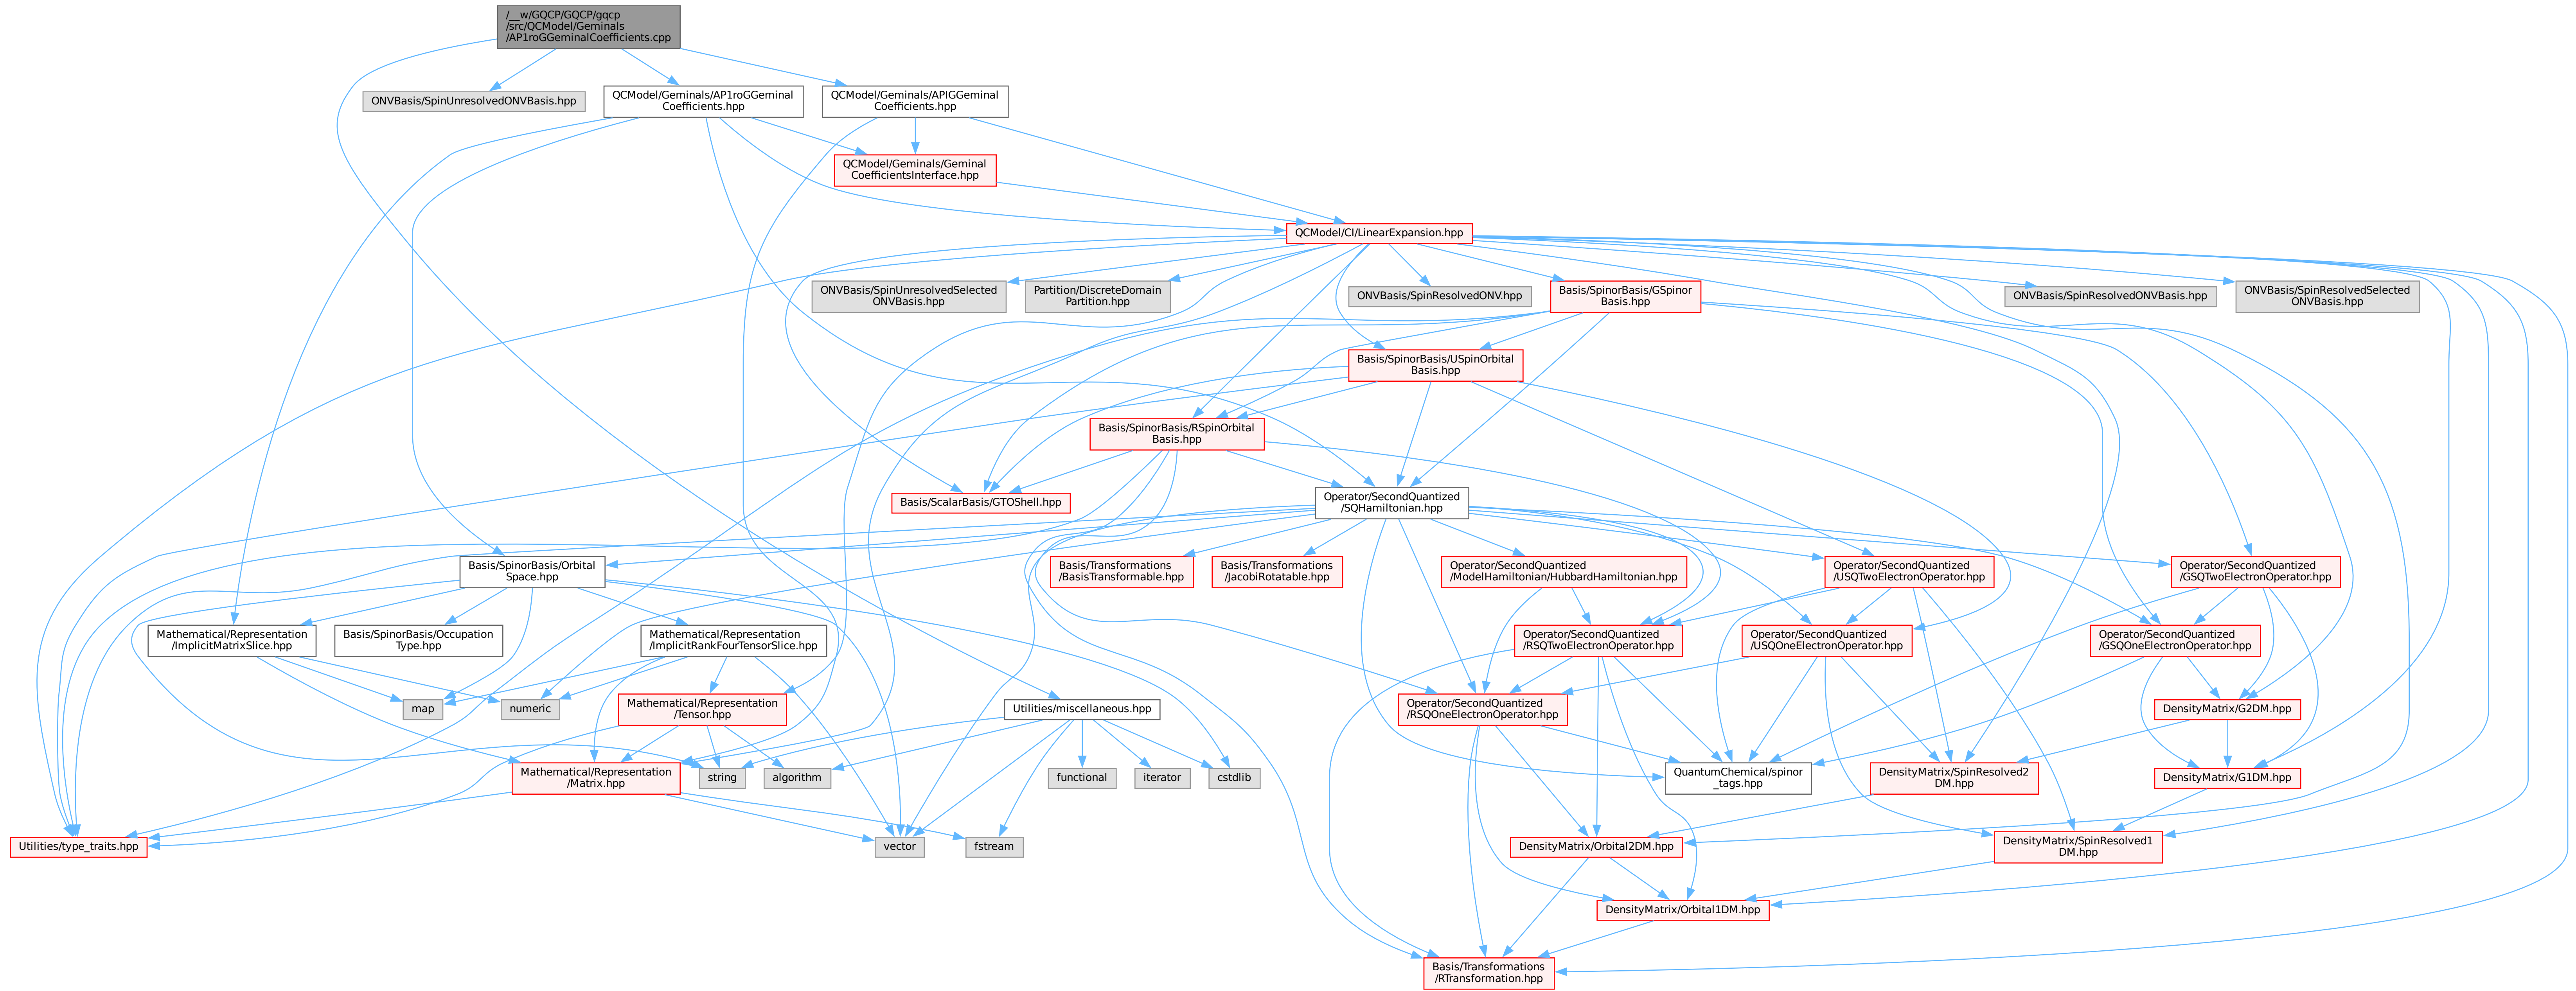 /__w/GQCP/GQCP/gqcp
/src/QCModel/Geminals
/AP1roGGeminalCoefficients.cpp
ONVBasis/SpinUnresolvedONVBasis.hpp
QCModel/Geminals/AP1roGGeminal
Coefficients.hpp
QCModel/Geminals/APIGGeminal
Coefficients.hpp
QCModel/Geminals/Geminal
CoefficientsInterface.hpp
QCModel/CI/LinearExpansion.hpp
ONVBasis/SpinUnresolvedSelected
ONVBasis.hpp
Partition/DiscreteDomain
Partition.hpp
ONVBasis/SpinResolvedONV.hpp
Basis/SpinorBasis/GSpinor
Basis.hpp
ONVBasis/SpinResolvedONVBasis.hpp
ONVBasis/SpinResolvedSelected
ONVBasis.hpp
Basis/SpinorBasis/USpinOrbital
Basis.hpp
Basis/SpinorBasis/RSpinOrbital
Basis.hpp
Basis/ScalarBasis/GTOShell.hpp
Operator/SecondQuantized
/SQHamiltonian.hpp
Basis/SpinorBasis/Orbital
Space.hpp
Basis/Transformations
/BasisTransformable.hpp
Basis/Transformations
/JacobiRotatable.hpp
Operator/SecondQuantized
/ModelHamiltonian/HubbardHamiltonian.hpp
Operator/SecondQuantized
/USQTwoElectronOperator.hpp
Operator/SecondQuantized
/GSQTwoElectronOperator.hpp
Mathematical/Representation
/ImplicitMatrixSlice.hpp
Basis/SpinorBasis/Occupation
Type.hpp
Mathematical/Representation
/ImplicitRankFourTensorSlice.hpp
Operator/SecondQuantized
/RSQTwoElectronOperator.hpp
Operator/SecondQuantized
/USQOneElectronOperator.hpp
Operator/SecondQuantized
/GSQOneElectronOperator.hpp
map
numeric
Mathematical/Representation
/Tensor.hpp
Utilities/miscellaneous.hpp
Operator/SecondQuantized
/RSQOneElectronOperator.hpp
DensityMatrix/G2DM.hpp
Mathematical/Representation
/Matrix.hpp
string
algorithm
functional
iterator
cstdlib
QuantumChemical/spinor
_tags.hpp
DensityMatrix/SpinResolved2
DM.hpp
DensityMatrix/G1DM.hpp
Utilities/type_traits.hpp
vector
fstream
DensityMatrix/Orbital2DM.hpp
DensityMatrix/SpinResolved1
DM.hpp
DensityMatrix/Orbital1DM.hpp
Basis/Transformations
/RTransformation.hpp